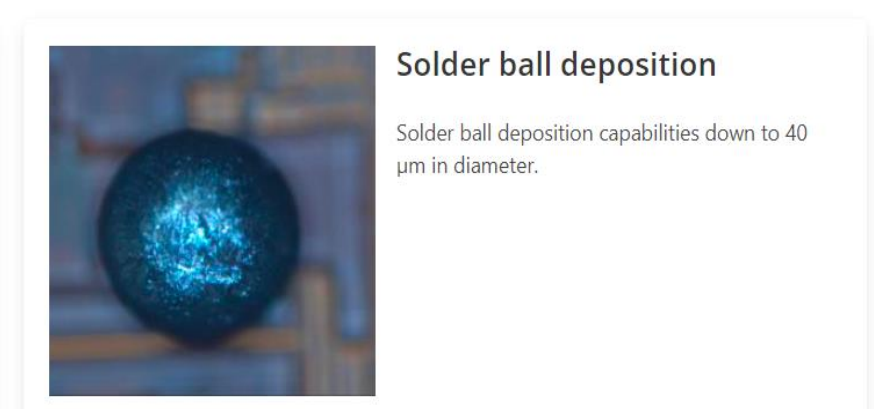 Solder ball deposition
Solder ball deposition capabilities down to 40
µm in diameter.